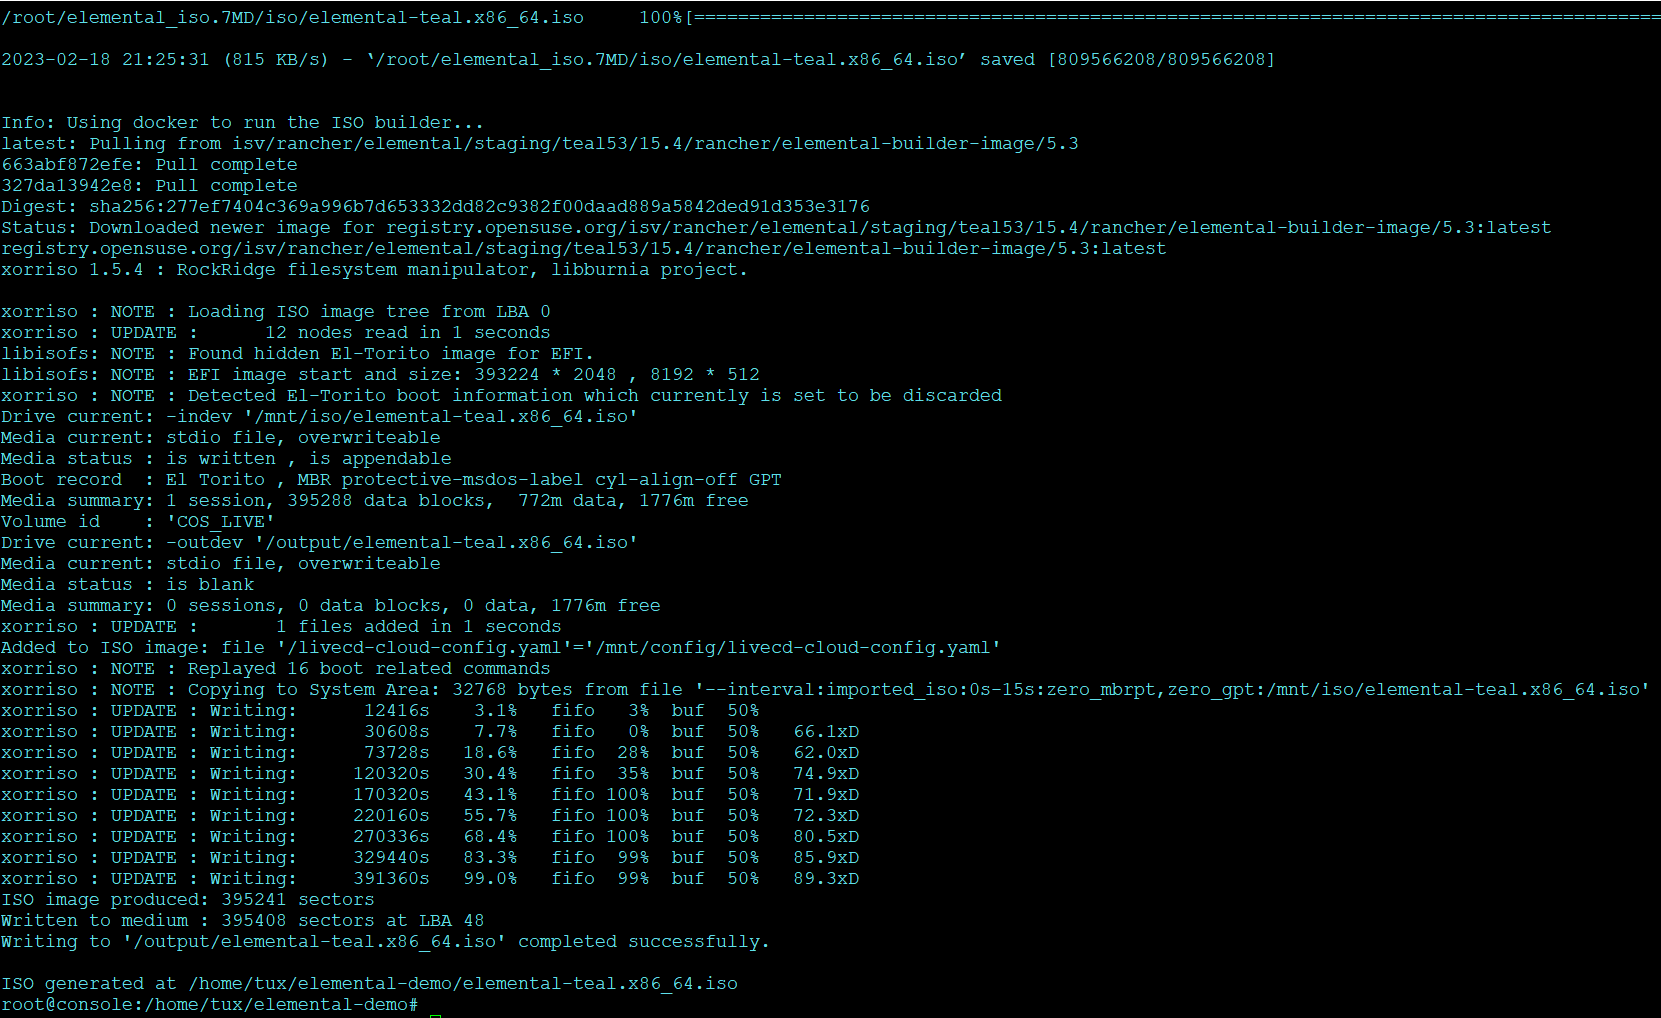 /root/elemental_iso.7MD/iso/elemental-teal.x86_64.iso     100%[========================================================================================
2023-02-18 21:25:31 (815 KB/s) - ‘/root/elemental_iso.7MD/iso/elemental-teal.x86_64.iso’ saved [809566208/809566208]
Info: Using docker to run the ISO builder...
latest: Pulling from isv/rancher/elemental/staging/teal53/15.4/rancher/elemental-builder-image/5.3
663abf872efe: Pull complete
327da13942e8: Pull complete
Digest: sha256:277ef7404c369a996b7d653332dd82c9382f00daad889a5842ded91d353e3176
Status: Downloaded newer image for registry.opensuse.org/isv/rancher/elemental/staging/teal53/15.4/rancher/elemental-builder-image/5.3:latest
registry.opensuse.org/isv/rancher/elemental/staging/teal53/15.4/rancher/elemental-builder-image/5.3:latest
xorriso 1.5.4 : RockRidge filesystem manipulator, libburnia project.
xorriso : NOTE : Loading ISO image tree from LBA 0
xorriso : UPDATE :      12 nodes read in 1 seconds
libisofs: NOTE : Found hidden El-Torito image for EFI.
libisofs: NOTE : EFI image start and size: 393224 * 2048 , 8192 * 512
xorriso : NOTE : Detected El-Torito boot information which currently is set to be discarded
Drive current: -indev '/mnt/iso/elemental-teal.x86_64.iso'
Media current: stdio file, overwriteable
Media status : is written , is appendable
Boot record  : El Torito , MBR protective-msdos-label cyl-align-off GPT
Media summary: 1 session, 395288 data blocks,  772m data, 1776m free
Volume id    : 'COS_LIVE'
Drive current: -outdev '/output/elemental-teal.x86_64.iso'
Media current: stdio file, overwriteable
Media status : is blank
Media summary: 0 sessions, 0 data blocks, 0 data, 1776m free
xorriso : UPDATE :       1 files added in 1 seconds
Added to ISO image: file '/livecd-cloud-config.yaml'='/mnt/config/livecd-cloud-config.yaml'
xorriso : NOTE : Replayed 16 boot related commands
xorriso : NOTE : Copying to System Area: 32768 bytes from file '--interval:imported_iso:0s-15s:zero_mbrpt,zero_gpt:/mnt/iso/elemental-teal.x86_64.iso'
xorriso : UPDATE : Writing:      12416s    3.1%   fifo   3%  buf  50%
xorriso : UPDATE : Writing:      30608s    7.7%   fifo   0%  buf  50%   66.1xD
xorriso : UPDATE : Writing:      73728s   18.6%   fifo  28%  buf  50%   62.0xD
xorriso : UPDATE : Writing:     120320s   30.4%   fifo  35%  buf  50%   74.9xD
xorriso : UPDATE : Writing:     170320s   43.1%   fifo 100%  buf  50%   71.9xD
xorriso : UPDATE : Writing:     220160s   55.7%   fifo 100%  buf  50%   72.3xD
xorriso : UPDATE : Writing:     270336s   68.4%   fifo 100%  buf  50%   80.5xD
xorriso : UPDATE : Writing:     329440s   83.3%   fifo  99%  buf  50%   85.9xD
xorriso : UPDATE : Writing:     391360s   99.0%   fifo  99%  buf  50%   89.3xD
ISO image produced: 395241 sectors
Written to medium : 395408 sectors at LBA 48
Writing to '/output/elemental-teal.x86_64.iso' completed successfully.
ISO generated at /home/tux/elemental-demo/elemental-teal.x86_64.iso
root@console:/home/tux/elemental-demo#